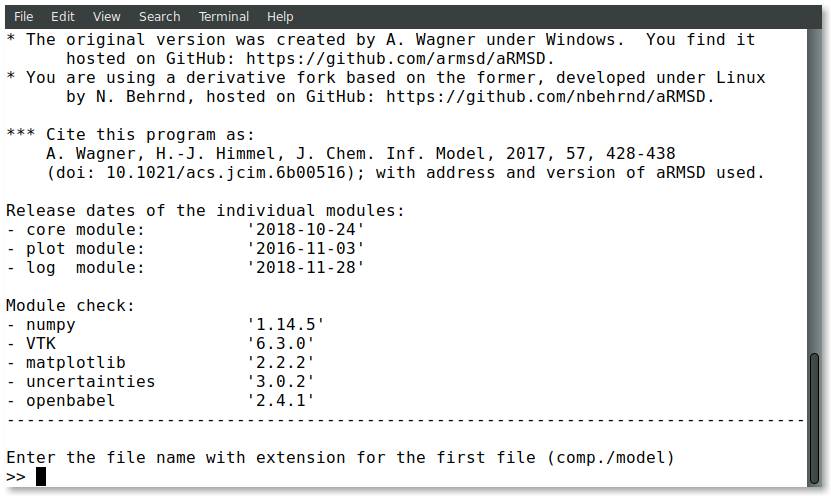 File Edit View Search Terminal Help
* The original version was created by A. Wagner under Windows.  You find it
      hosted on GitHub: https://github.com/armsd/aRMSD.
* You are using a derivative fork based on the former, developed under Linux
      by N. Behrnd, hosted on GitHub: https://github.com/nbehrnd/aRMSD.

*** Cite this program as:
    A. Wagner, H.-J. Himmel, J. Chem. Inf. Model, 2017, 57, 428-438
    (doi: 10.1021/acs.jcim.6b00516); with address and version of aRMSD used.

Release dates of the individual modules:
- core module:          '2018-10-24'
- plot module:          '2016-11-03'
- log  module:          '2018-11-28'

Module check:
- numpy                 '1.14.5'
- VTK                   '6.3.0'
- matplotlib            '2.2.2'
- uncertainties         '3.0.2'
- openbabel             '2.4.1'
--------------------------------------------------------------------------------

Enter the file name with extension for the first file (comp./model)
>>